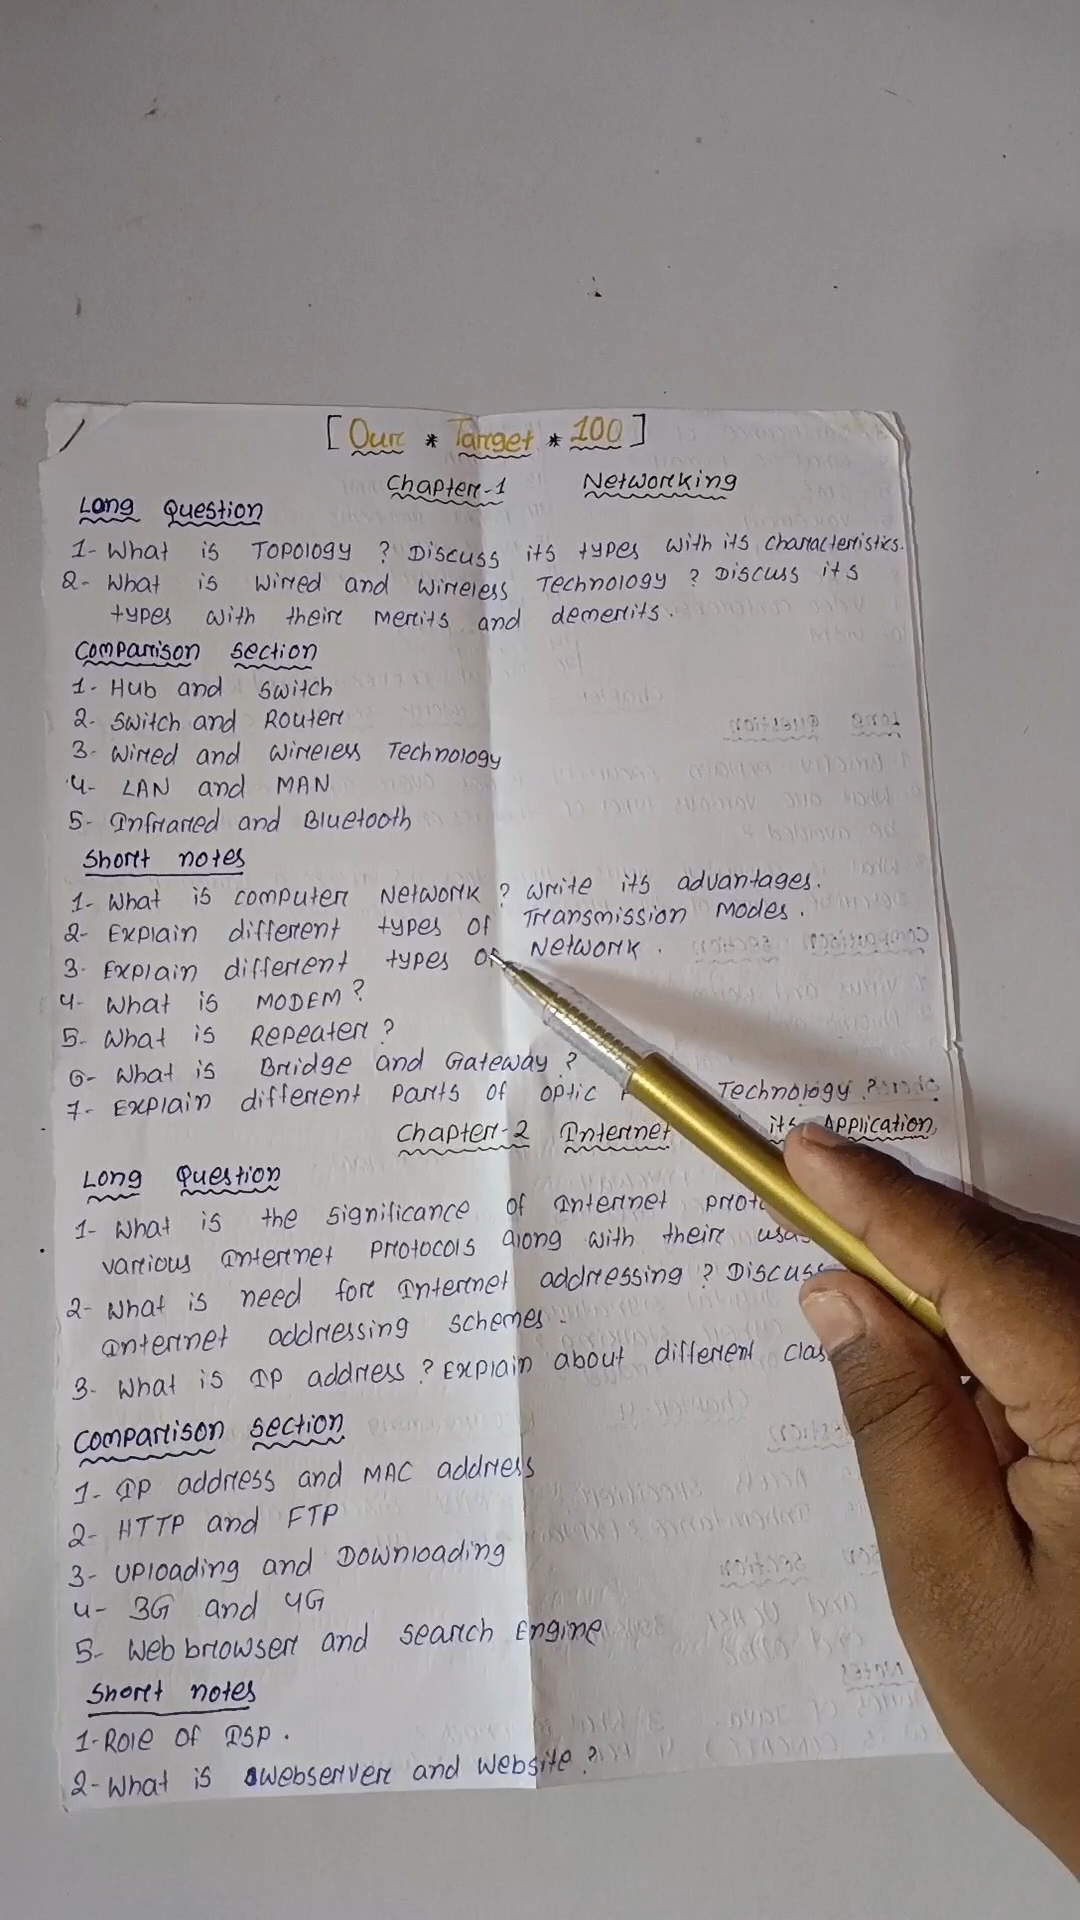 [ Our * Target * 100 ]
Chapter-1 Networking
Long Question
1- What is Topology ? Discuss its types with its characteristics.
2- What is wired and wireless Technology ? Discuss its
types with their merits and demerits.
Comparison section
1- Hub and switch
2- Switch and Router
3- Wired and wireless Technology
4- LAN and MAN
5- Infrared and Bluetooth
Short notes
1- What is computer Network ? Write its advantages.
2- Explain different types of Transmission Modes.
3- Explain different types of Network.
4- What is MODEM ?
5- What is Repeater ?
6- What is Bridge and Gateway ?
7- Explain different parts of optic Technology ?
Chapter-2 Internet its Application
Long Question
1- What is the significance of Internet
various Internet protocols along with their
2- What is need for Internet addressing ? Discuss
Internet addressing schemes.
3- What is IP address ? Explain about different
Comparison section
1- IP address and MAC address
2- HTTP and FTP
3- Uploading and Downloading
4- 3G and 4G
5- Web browser and search Engine
Short notes
1- Role of ISP.
2- What is webserver and website ?